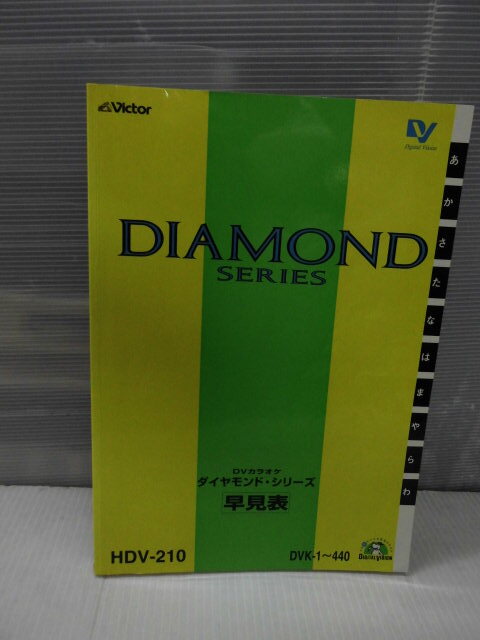 Victor
DV
Digital Vision
DIAMOND
SERIES
あ
か
さ
た
な
は
ま
や
ら
わ
DVカラオケ
ダイヤモンド・シリーズ
早見表
HDV-210
DVK-1～440
DIGITAL VISION